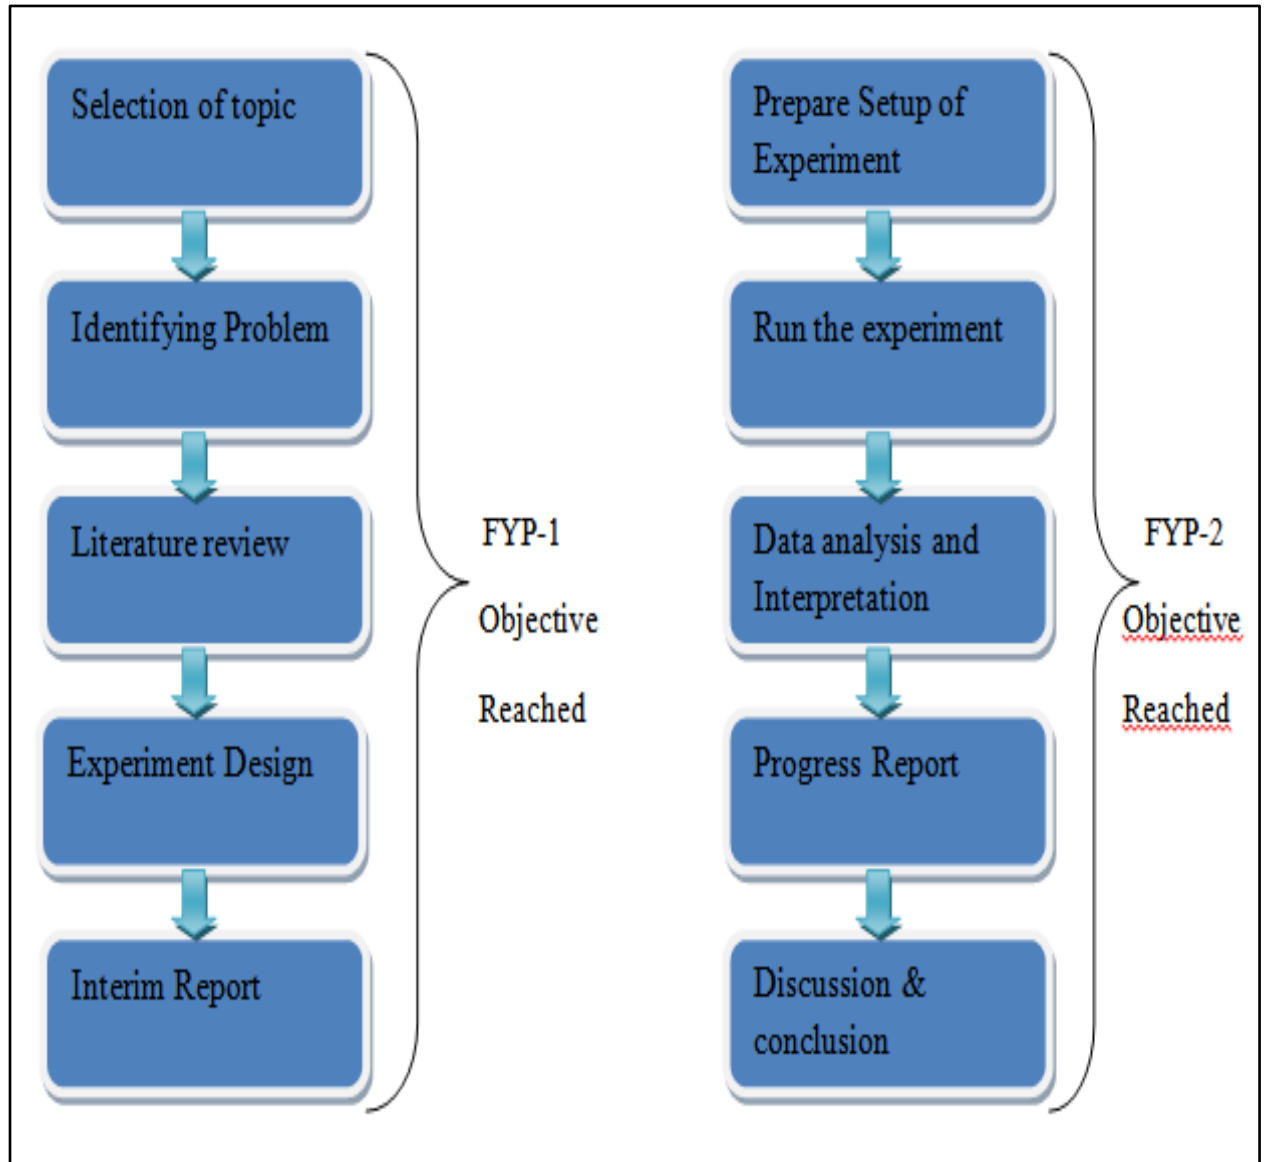 Selection of topic
Identifying Problem
Literature review
Experiment Design
Interim Report
FYP-1
Objective
Reached
Prepare Setup of
Experiment
Run the experiment
Data analysis and
Interpretation
Progress Report
Discussion &
conclusion
FYP-2
Objective
Reached